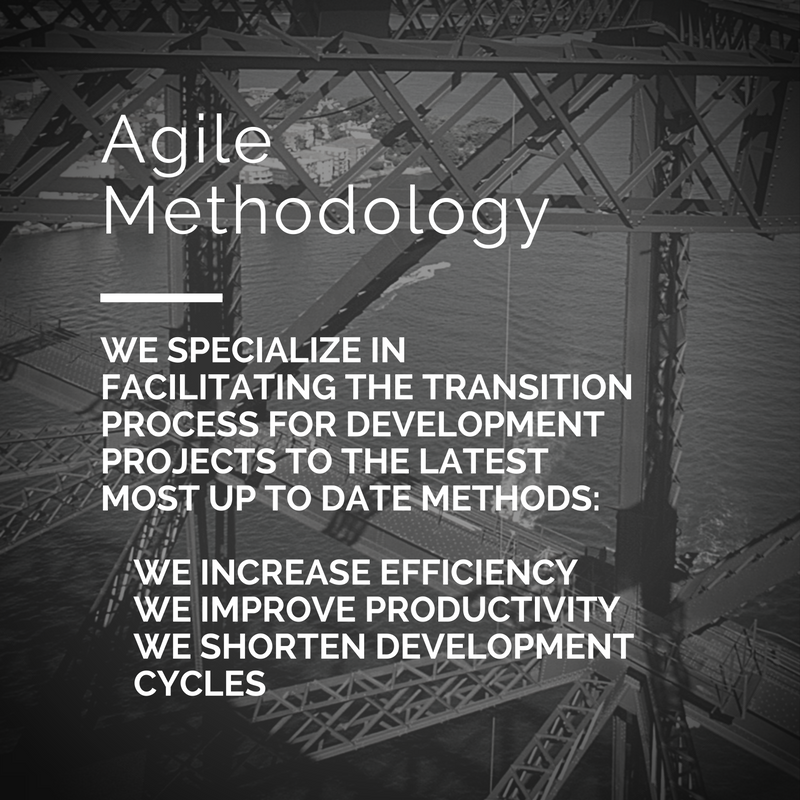 Agile
Methodology
WE SPECIALIZE IN
FACILITATING THE TRANSITION
PROCESS FOR DEVELOPMENT
PROJECTS TO THE LATEST
MOST UP TO DATE METHODS:
WE INCREASE EFFICIENCY
WE IMPROVE PRODUCTIVITY
WE SHORTEN DEVELOPMENT
CYCLES